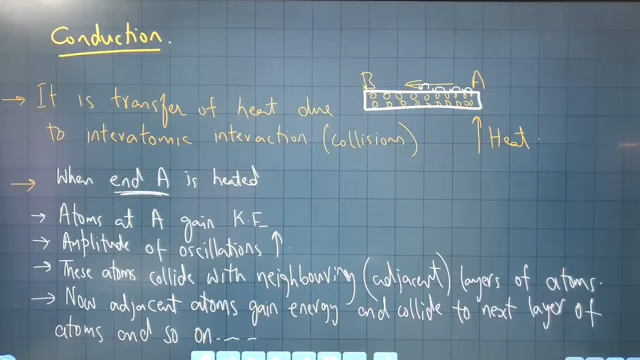 Conduction.
B A
→ It is transfer of heat due
to interatomic interaction (collisions)
↑ Heat.
→ When end A is heated
→ Atoms at A gain K.E
→ Amplitude of oscillations ↑.
→ These atoms collide with neighbouring (adjacent) layers of atoms.
→ Now adjacent atoms gain energy and collide to next layer of
atoms and so on----